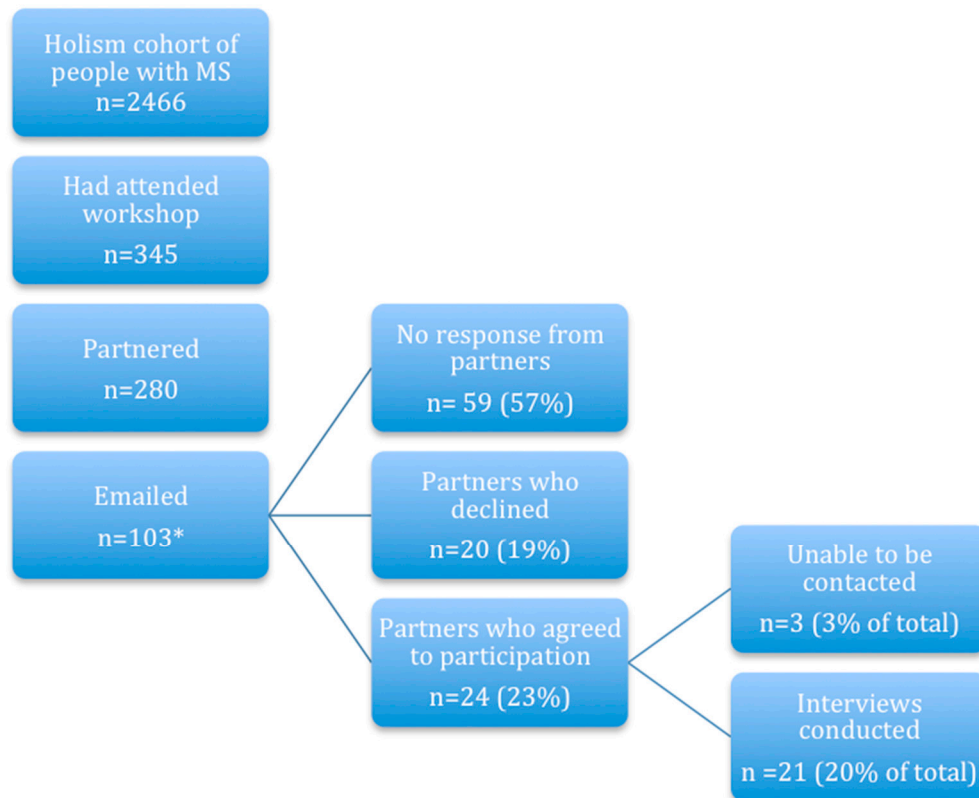 Holism cohort of
people with MS
n=2466
Had attended
workshop
n=345
Partnered
n=280
Emailed
n=103*
No response from
partners
n= 59 (57%)
Partners who
declined
n=20 (19%)
Partners who agreed
to participation
n=24 (23%)
Unable to be
contacted
n=3 (3% of total)
Interviews
conducted
n =21 (20% of total)